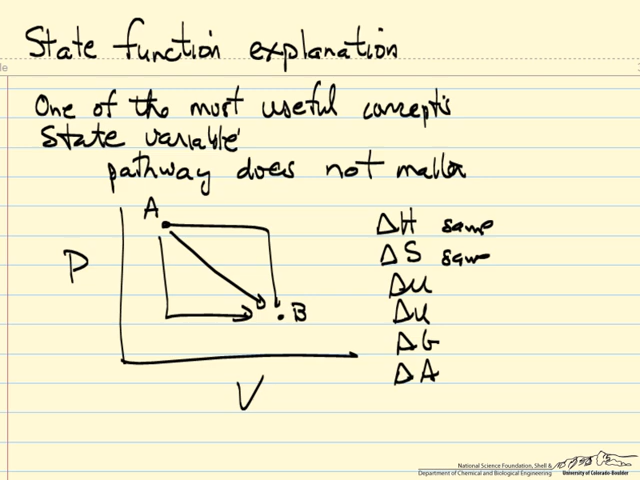 State function explanation
One of the most useful concepts
State variable
pathway does not matter
A
P
B
V
ΔH same
ΔS same
ΔU
ΔU
ΔG
ΔA
National Science Foundation, Shell &
Department of Chemical and Biological Engineering
University of Colorado-Boulder